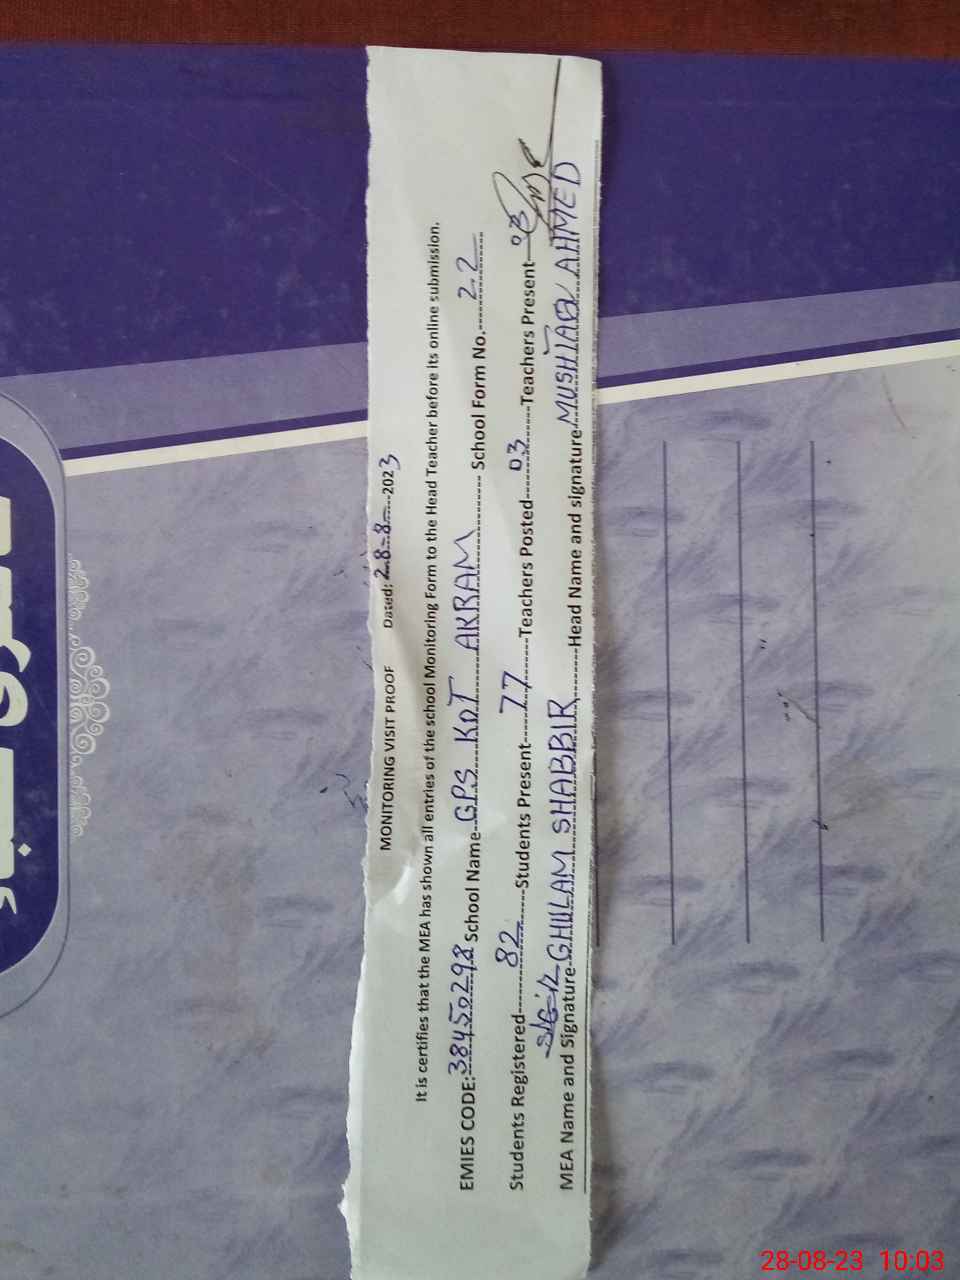 MONITORING VISIT PROOF Dated: 28-8-2023
It is certifies that the MEA has shown all entries of the school Monitoring Form to the Head Teacher before its online submission.
EMIES CODE: 38450298 School Name GPS KOT AKRAM School Form No. 22
Students Registered 82 Students Present 77 Teachers Posted 03 Teachers Present 03
MEA Name and Signature GHULAM SHABBIR Head Name and signature MUSHTAQ AHMED
28-08-23 10:03